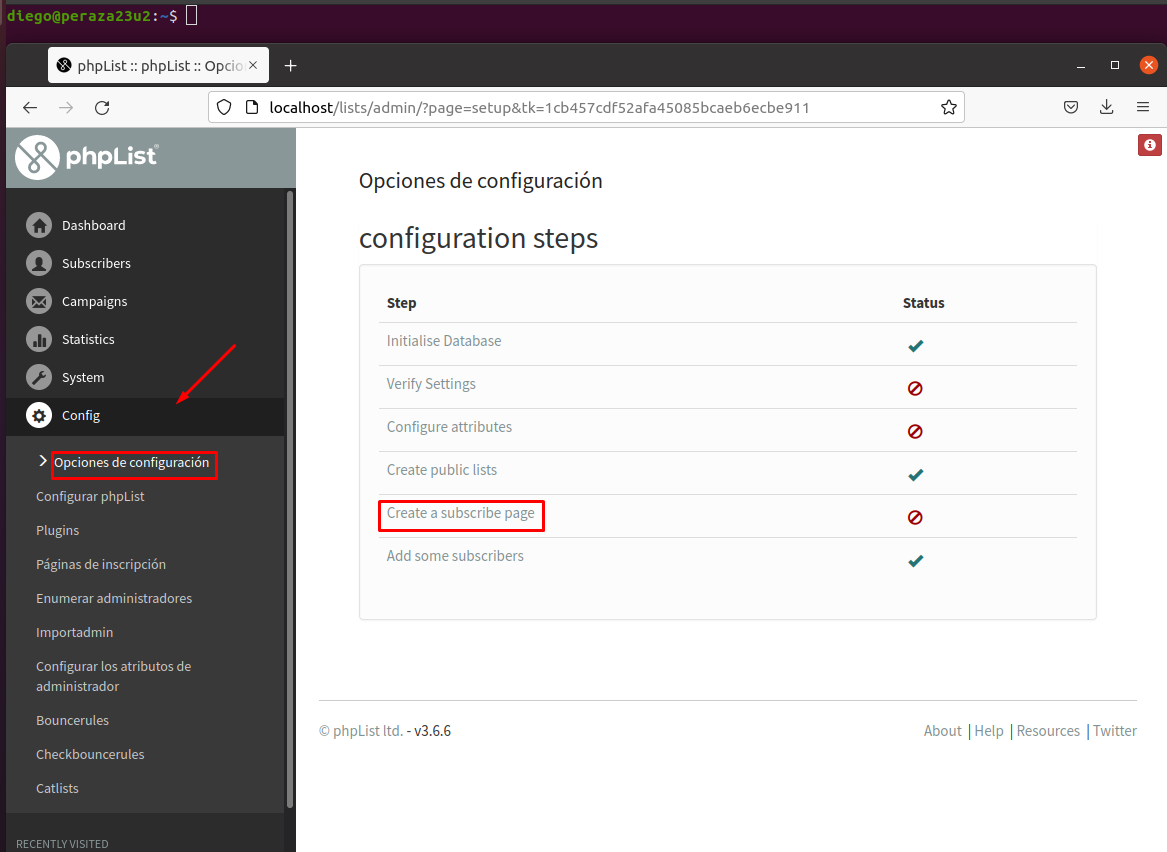 diego@peraza23u2:~$
phpList :: phpList :: Opcio
localhost/lists/admin/?page=setup&tk=1cb457cdf52afa45085bcaeb6ecbe911
phpList®
Dashboard
Subscribers
Campaigns
Statistics
System
Config
Opciones de configuración
Configurar phpList
Plugins
Páginas de inscripción
Enumerar administradores
Importadmin
Configurar los atributos de
administrador
Bouncerules
Checkbouncerules
Catlists
RECENTLY VISITED
Opciones de configuración
configuration steps
Step Status
Initialise Database
Verify Settings
Configure attributes
Create public lists
Create a subscribe page
Add some subscribers
© phpList ltd. - v3.6.6
About | Help | Resources | Twitter